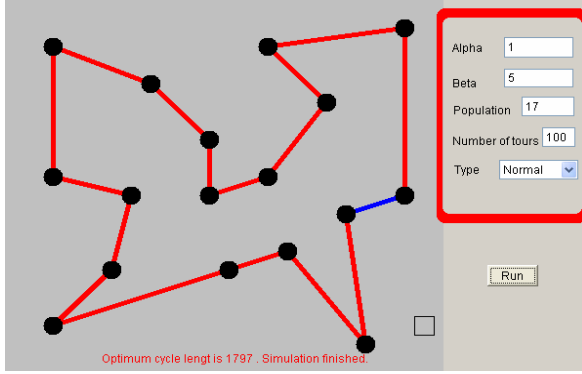 Alpha 1
Beta 5
Population 17
Number of tours 100
Type Normal
Run
Optimum cycle lengt is 1797 . Simulation finished.